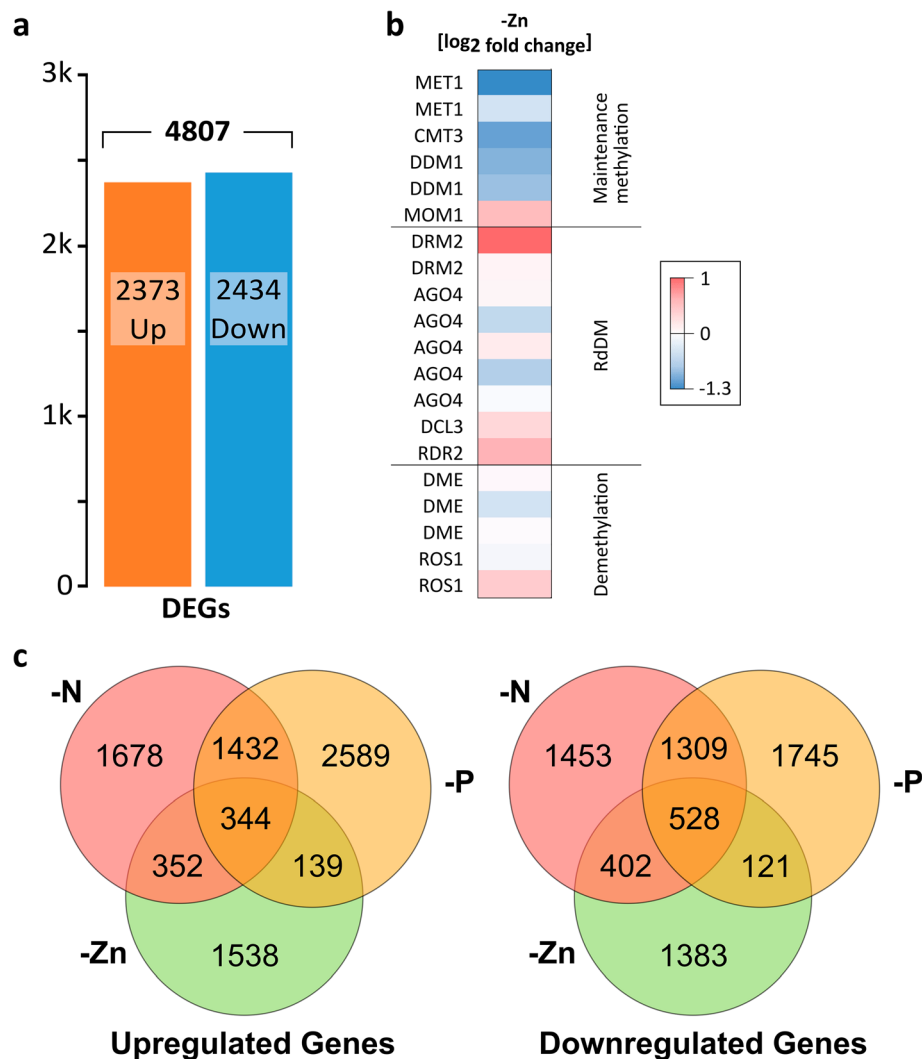 a
3k
2k
1k
0
4807
2373
Up
2434
Down
DEGs
b
-Zn
[log2 fold change]
MET1
MET1
CMT3
DDM1
DDM1
MOM1
DRM2
DRM2
AGO4
AGO4
AGO4
AGO4
AGO4
DCL3
RDR2
DME
DME
DME
ROS1
ROS1
Maintenance
methylation
RdDM
Demethylation
1
0
-1.3
c
-N
1678
1432
2589
-P
344
352
139
-Zn
1538
Upregulated Genes
-N
1453
1309
1745
-P
528
402
121
-Zn
1383
Downregulated Genes